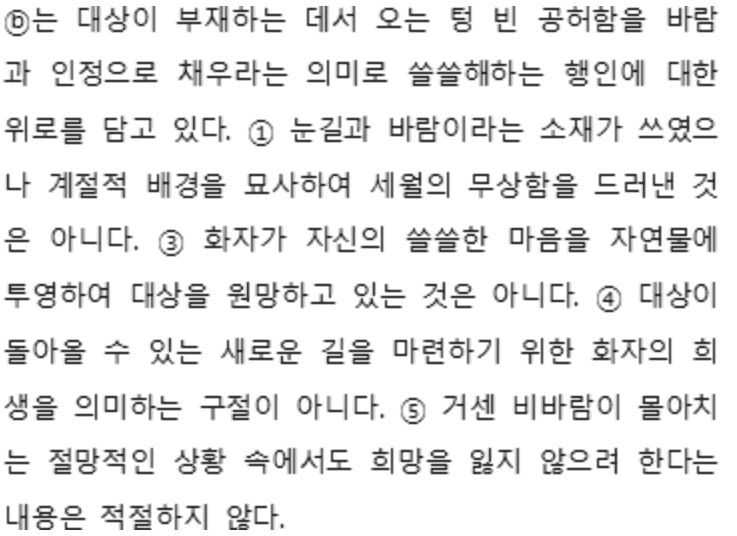 ⓑ는 대상이 부재하는 데서 오는 텅 빈 공허함을 바람
과 인정으로 채우라는 의미로 쓸쓸해하는 행인에 대한
위로를 담고 있다. ① 눈길과 바람이라는 소재가 쓰였으
나 계절적 배경을 묘사하여 세월의 무상함을 드러낸 것
은 아니다. ③ 화자가 자신의 쓸쓸한 마음을 자연물에
투영하여 대상을 원망하고 있는 것은 아니다. ④ 대상이
돌아올 수 있는 새로운 길을 마련하기 위한 화자의 희
생을 의미하는 구절이 아니다. ⑤ 거센 비바람이 몰아치
는 절망적인 상황 속에서도 희망을 잃지 않으려 한다는
내용은 적절하지 않다.